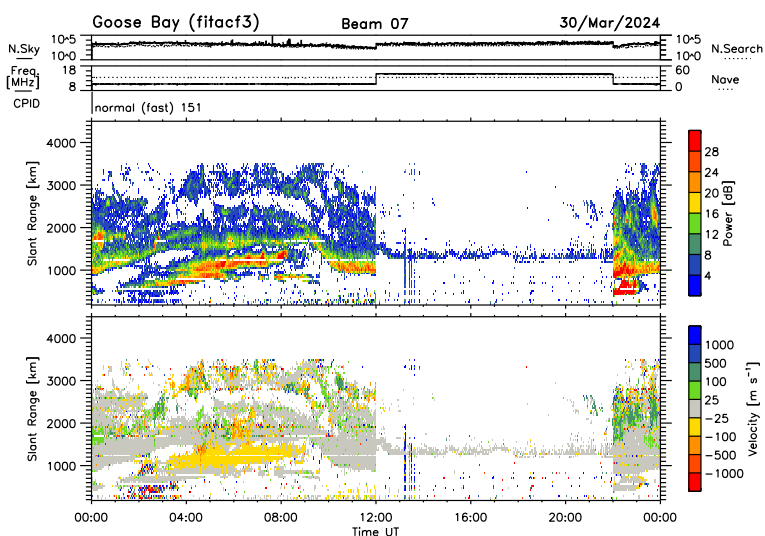 Goose Bay (fitacf3) Beam 07 30/Mar/2024
N.Sky 10^5 10^0 10^5 10^0 N.Search
Freq. [MHz] 18 8 60 0 Nave
CPID normal (fast) 151
Slant Range [km] 4000 3000 2000 1000
28 24 20 16 12 8 4 Power [dB]
Slant Range [km] 4000 3000 2000 1000
1000 500 100 25 −25 −100 −500 −1000 Velocity [m s⁻¹]
00:00 04:00 08:00 12:00 16:00 20:00 00:00
Time UT